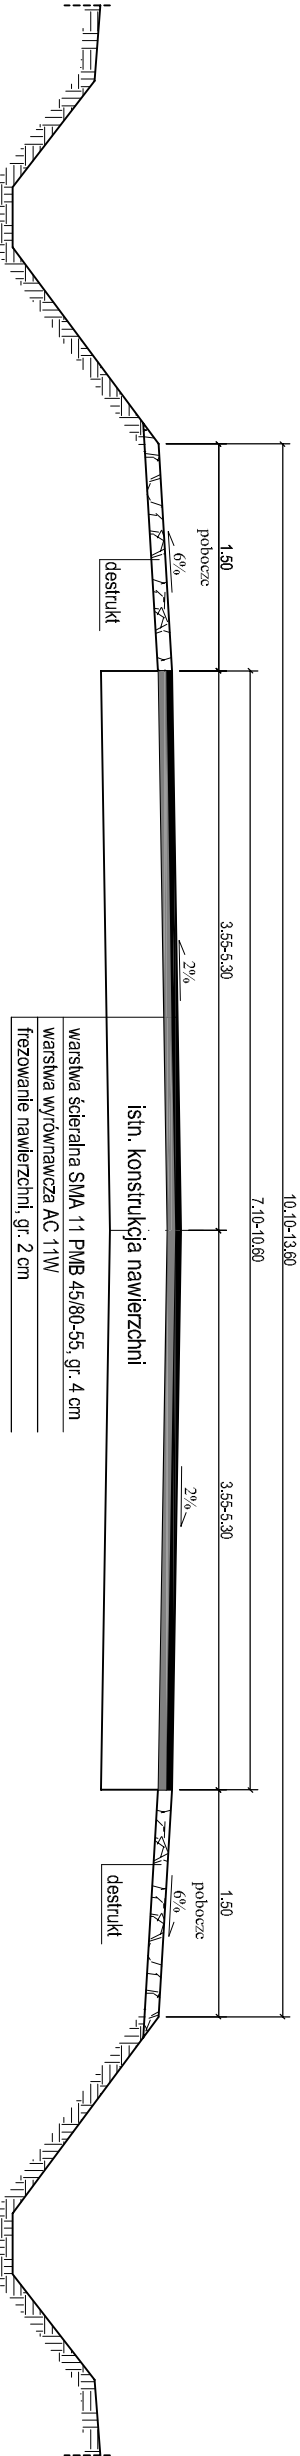 10.10-13.60
7.10-10.60
1.50
3.55-5.30
3.55-5.30
1.50
pobocze
pobocze
6%
2%
2%
6%
destrukt
istn. konstrukcja nawierzchni
destrukt
warstwa ścieralna SMA 11 PMB 45/80-55, gr. 4 cm
warstwa wyrównawcza AC 11W
frezowanie nawierzchni, gr. 2 cm